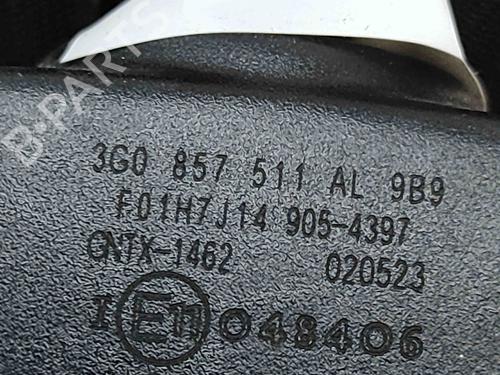 B-PARTS
3G0 857 511 AL 9B9
F01H7J14 905-4397
GNTX-1462 020523
I E11 048406